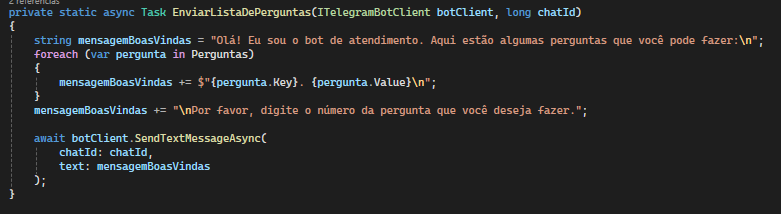 2 referências
private static async Task EnviarListaDePerguntas(ITelegramBotClient botClient, long chatId)
{
    string mensagemBoasVindas = "Olá! Eu sou o bot de atendimento. Aqui estão algumas perguntas que você pode fazer:\n";
    foreach (var pergunta in Perguntas)
    {
        mensagemBoasVindas += $"{pergunta.Key}. {pergunta.Value}\n";
    }
    mensagemBoasVindas += "\nPor favor, digite o número da pergunta que você deseja fazer.";
    await botClient.SendTextMessageAsync(
        chatId: chatId,
        text: mensagemBoasVindas
    );
}